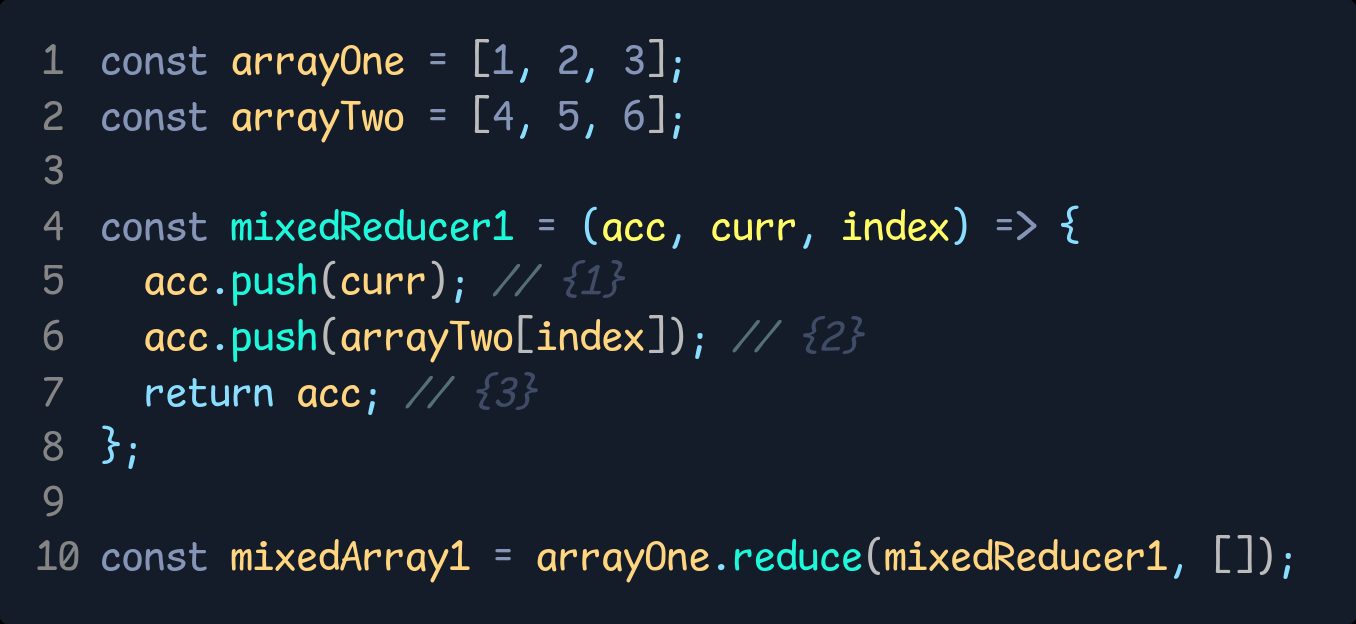 1 const arrayOne = [1, 2, 3];
2 const arrayTwo = [4, 5, 6];
3
4 const mixedReducer1 = (acc, curr, index) => {
5   acc.push(curr); // {1}
6   acc.push(arrayTwo[index]); // {2}
7   return acc; // {3}
8 };
9
10 const mixedArray1 = arrayOne.reduce(mixedReducer1, []);